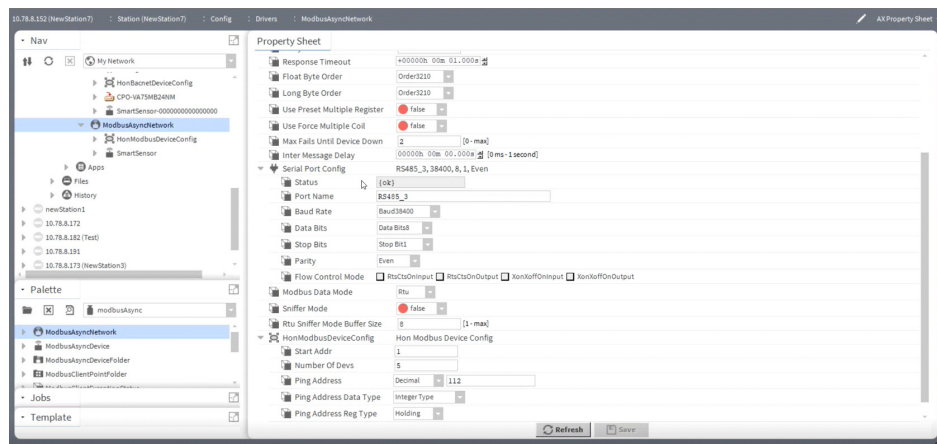 10.78.8.152 (NewStation7) : Station (NewStation7) : Config : Drivers : ModbusAsyncNetwork AX Property Sheet
Nav
My Network
HonBacnetDeviceConfig
CPO-VA75MB24NM
SmartSensor-0000000000000000
ModbusAsyncNetwork
HonModbusDeviceConfig
SmartSensor
Apps
Files
History
newStation1
10.78.8.172
10.78.8.182 (Test)
10.78.8.191
10.78.8.173 (NewStation3)
Palette
modbusAsync
ModbusAsyncNetwork
ModbusAsyncDevice
ModbusAsyncDeviceFolder
ModbusClientPointFolder
Jobs
Template
Property Sheet
Response Timeout +00000h 00m 01.000s
Float Byte Order Order3210
Long Byte Order Order3210
Use Preset Multiple Register false
Use Force Multiple Coil false
Max Fails Until Device Down 2 [0 - max]
Inter Message Delay 00000h 00m 00.000s [0 ms - 1 second]
Serial Port Config RS485_3, 38400, 8, 1, Even
Status {ok}
Port Name RS485_3
Baud Rate Baud38400
Data Bits Data Bits8
Stop Bits Stop Bit1
Parity Even
Flow Control Mode RtsCtsOnInput RtsCtsOnOutput XonXoffOnInput XonXoffOnOutput
Modbus Data Mode Rtu
Sniffer Mode false
Rtu Sniffer Mode Buffer Size 8 [1 - max]
HonModbusDeviceConfig Hon Modbus Device Config
Start Addr 1
Number Of Devs 5
Ping Address Decimal 112
Ping Address Data Type Integer Type
Ping Address Reg Type Holding
Refresh Save